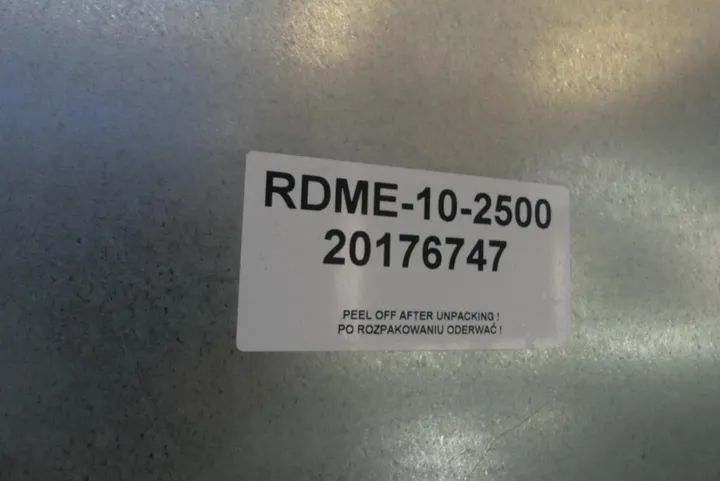 RDME-10-2500
20176747
PEEL OFF AFTER UNPACKING !
PO ROZPAKOWANIU ODERWAĆ !